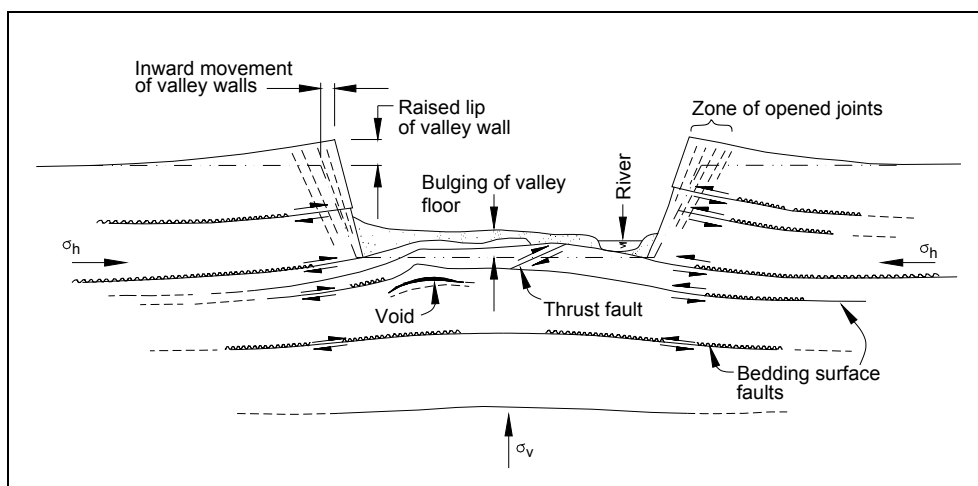 Inward movement
of valley walls
Raised lip
of valley wall
Zone of opened joints
Bulging of valley
floor
River
σh
σh
Void
Thrust fault
Bedding surface
faults
σv